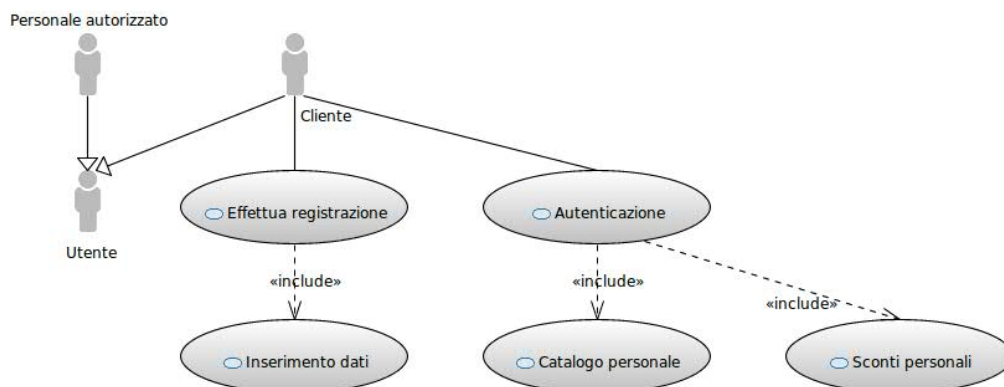 Personale autorizzato
Cliente
Effettua registrazione
Autenticazione
Utente
«include»
«include»
«include»
Inserimento dati
Catalogo personale
Sconti personali